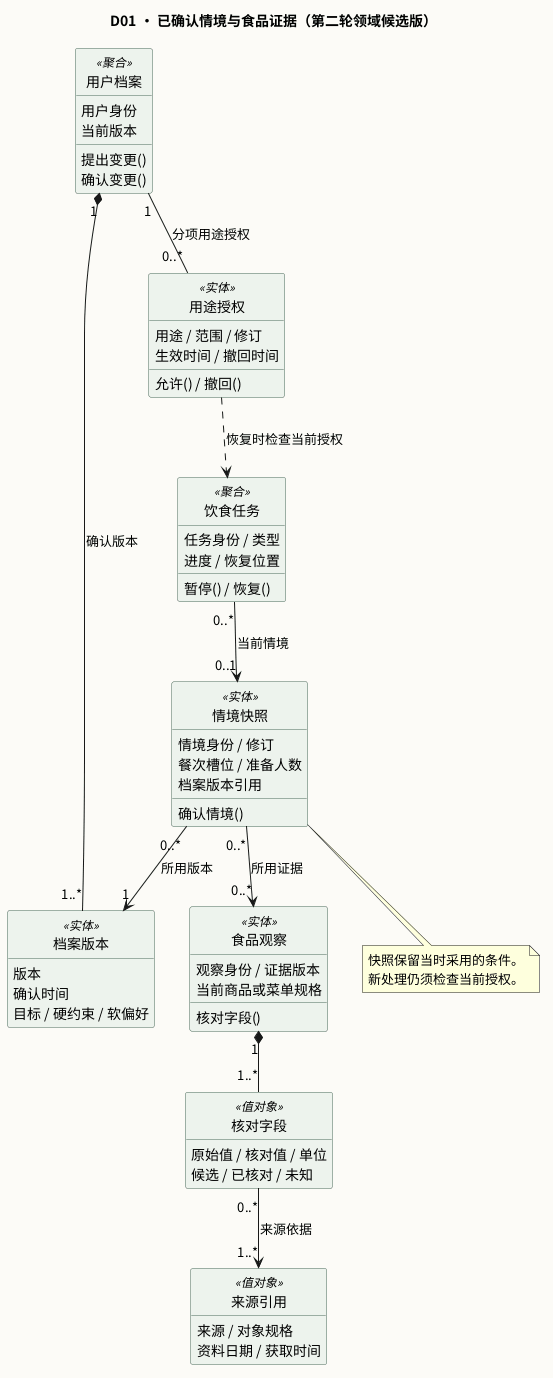 D01 • 已确认情境与食品证据（第二轮领域候选版）
«聚合»
用户档案
用户身份
当前版本
提出变更()
确认变更()
1
1
分项用途授权
0..*
«实体»
用途授权
用途 / 范围 / 修订
生效时间 / 撤回时间
允许() / 撤回()
恢复时检查当前授权
«聚合»
饮食任务
任务身份 / 类型
进度 / 恢复位置
暂停() / 恢复()
确认版本
0..*
当前情境
0..1
«实体»
情境快照
情境身份 / 修订
餐次槽位 / 准备人数
档案版本引用
确认情境()
0..*
0..*
所用版本
所用证据
1..*
1
0..*
«实体»
档案版本
版本
确认时间
目标 / 硬约束 / 软偏好
«实体»
食品观察
观察身份 / 证据版本
当前商品或菜单规格
核对字段()
快照保留当时采用的条件。
新处理仍须检查当前授权。
1
1..*
«值对象»
核对字段
原始值 / 核对值 / 单位
候选 / 已核对 / 未知
0..*
来源依据
1..*
«值对象»
来源引用
来源 / 对象规格
资料日期 / 获取时间